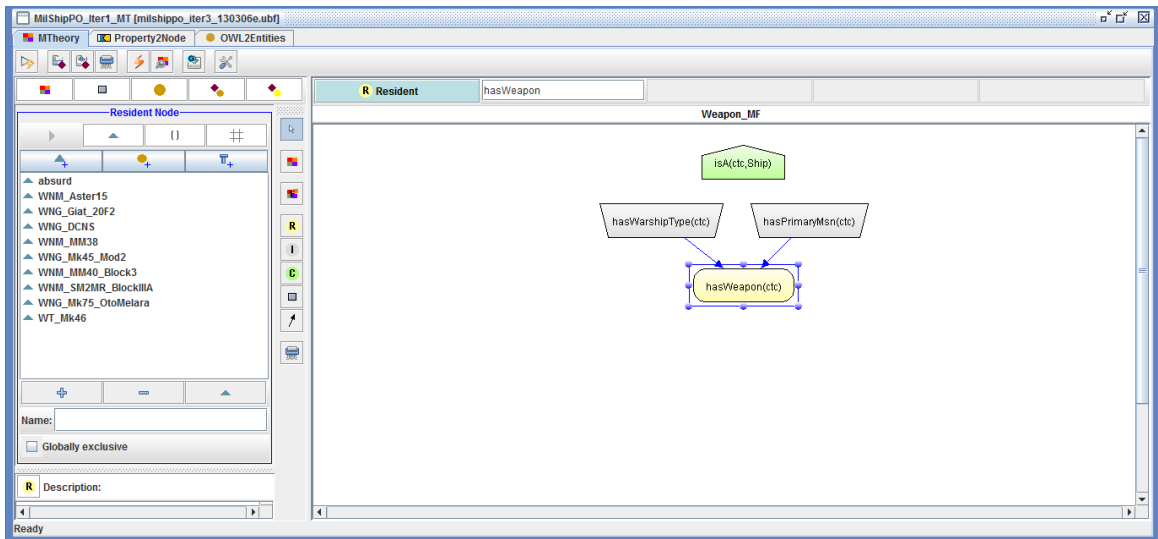 MilShipPO_Iter1_MT [milshippo_iter3_130306e.ubf]
MTheory
Property2Node
OWL2Entities
R Resident
hasWeapon
Weapon_MF
Resident Node
absurd
WNM_Aster15
WNG_Giat_20F2
WNG_DCNS
WNM_MM38
WNG_Mk45_Mod2
WNM_MM40_Block3
WNM_SM2MR_BlockIIIA
WNG_Mk75_OtoMelara
WT_Mk46
Name:
Globally exclusive
R Description:
Ready
R
I
C
isA(ctc,Ship)
hasWarshipType(ctc)
hasPrimaryMsn(ctc)
hasWeapon(ctc)